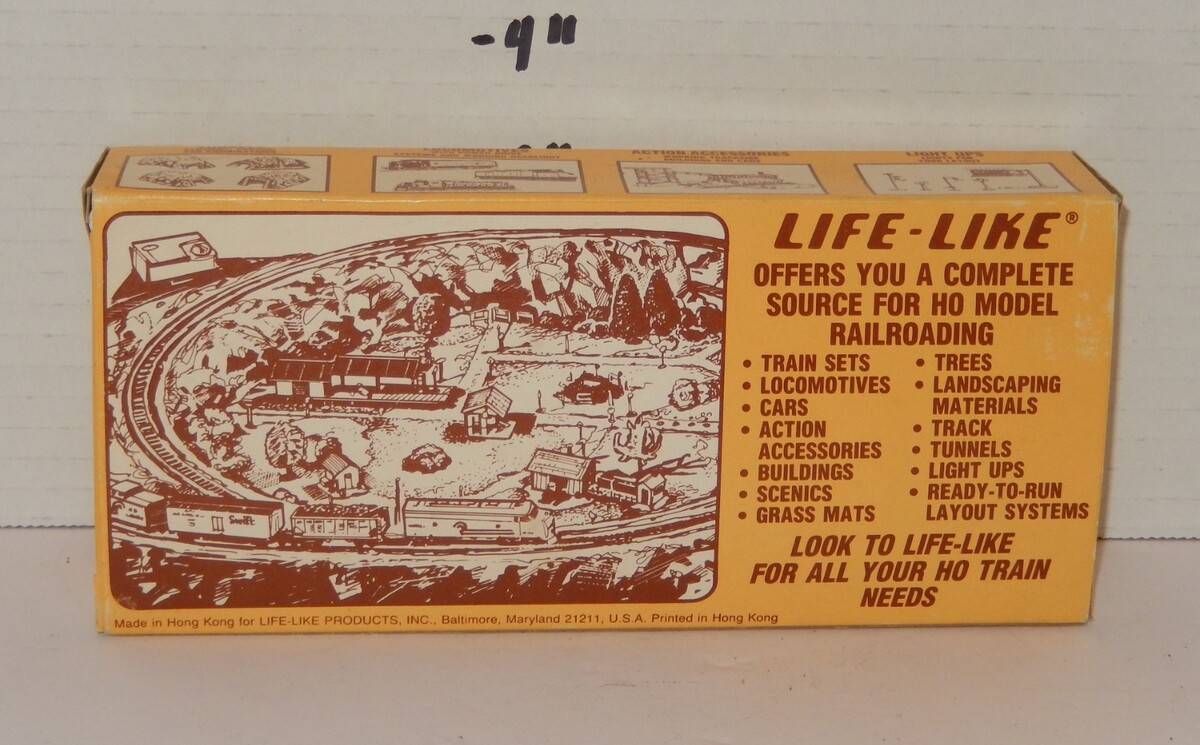 -4"
ACTION ACCESSORIES
LIGHT UPS
LIFE-LIKE®
OFFERS YOU A COMPLETE
SOURCE FOR HO MODEL
RAILROADING
• TRAIN SETS
• LOCOMOTIVES
• CARS
• ACTION
ACCESSORIES
• BUILDINGS
• SCENICS
• GRASS MATS
• TREES
• LANDSCAPING
MATERIALS
• TRACK
• TUNNELS
• LIGHT UPS
• READY-TO-RUN
LAYOUT SYSTEMS
LOOK TO LIFE-LIKE
FOR ALL YOUR HO TRAIN
NEEDS
Swift
Made in Hong Kong for LIFE-LIKE PRODUCTS, INC., Baltimore, Maryland 21211, U.S.A. Printed in Hong Kong